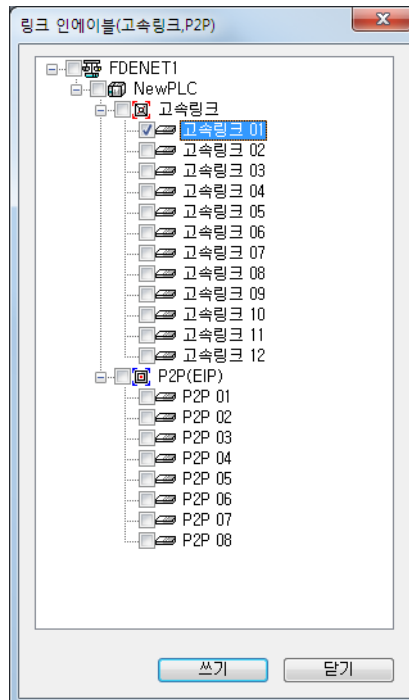 링크 인에이블(고속링크,P2P)
FDENET1
NewPLC
고속링크
고속링크 01
고속링크 02
고속링크 03
고속링크 04
고속링크 05
고속링크 06
고속링크 07
고속링크 08
고속링크 09
고속링크 10
고속링크 11
고속링크 12
P2P(EIP)
P2P 01
P2P 02
P2P 03
P2P 04
P2P 05
P2P 06
P2P 07
P2P 08
쓰기 닫기